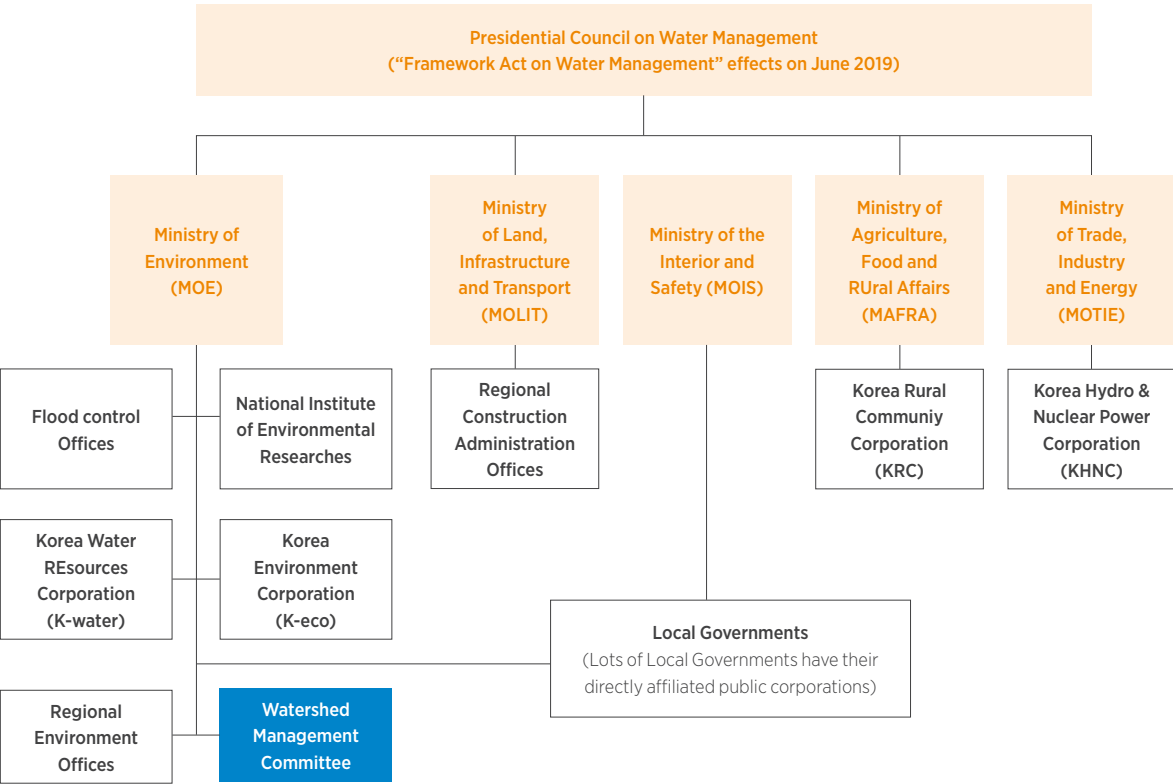 Presidential Council on Water Management
(“Framework Act on Water Management” effects on June 2019)
Ministry of
Environment
(MOE)
Ministry
of Land,
Infrastructure
and Transport
(MOLIT)
Ministry of the
Interior and
Safety (MOIS)
Ministry of
Agriculture,
Food and
RUral Affairs
(MAFRA)
Ministry
of Trade,
Industry
and Energy
(MOTIE)
Flood control
Offices
National Institute
of Environmental
Researches
Regional
Construction
Administration
Offices
Korea Rural
Communiy
Corporation
(KRC)
Korea Hydro &
Nuclear Power
Corporation
(KHNC)
Korea Water
REsources
Corporation
(K-water)
Korea
Environment
Corporation
(K-eco)
Local Governments
(Lots of Local Governments have their
directly affiliated public corporations)
Regional
Environment
Offices
Watershed
Management
Committee